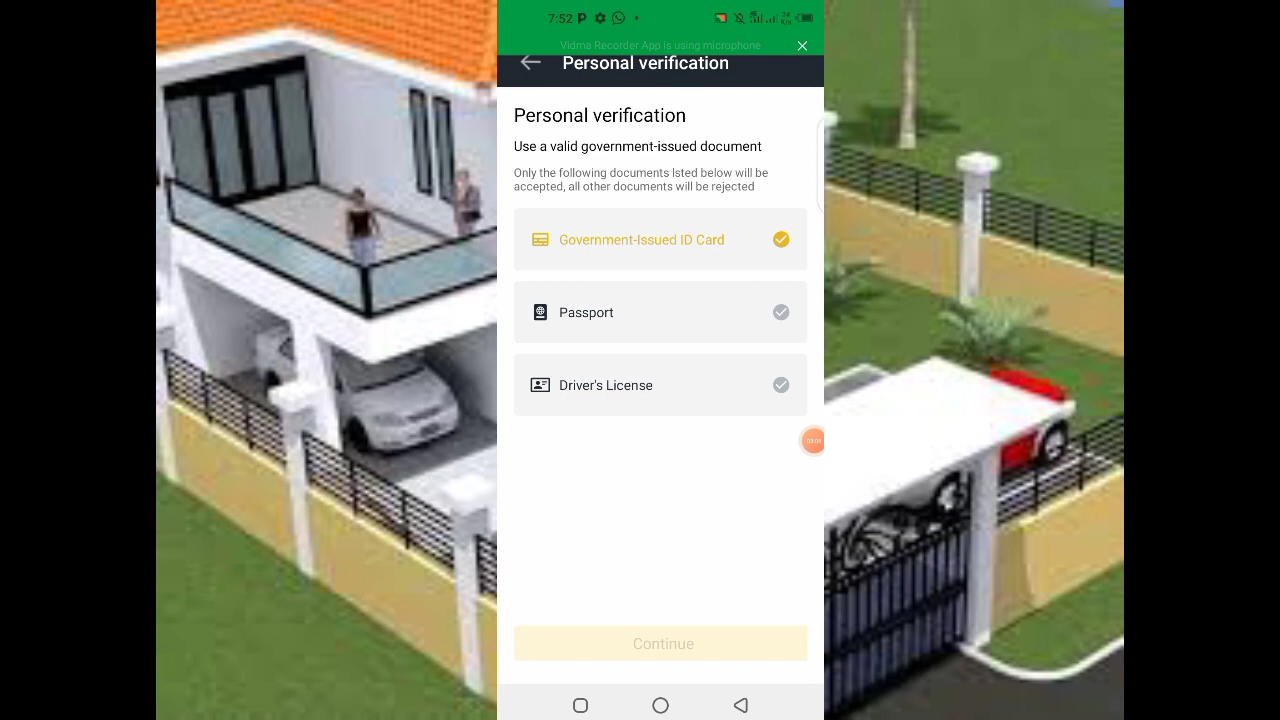 7:52 P
Vidma Recorder App is using microphone
Personal verification
Personal verification
Use a valid government-issued document
Only the following documents lsted below will be
accepted, all other documents will be rejected
Government-Issued ID Card
Passport
Driver's License
Continue